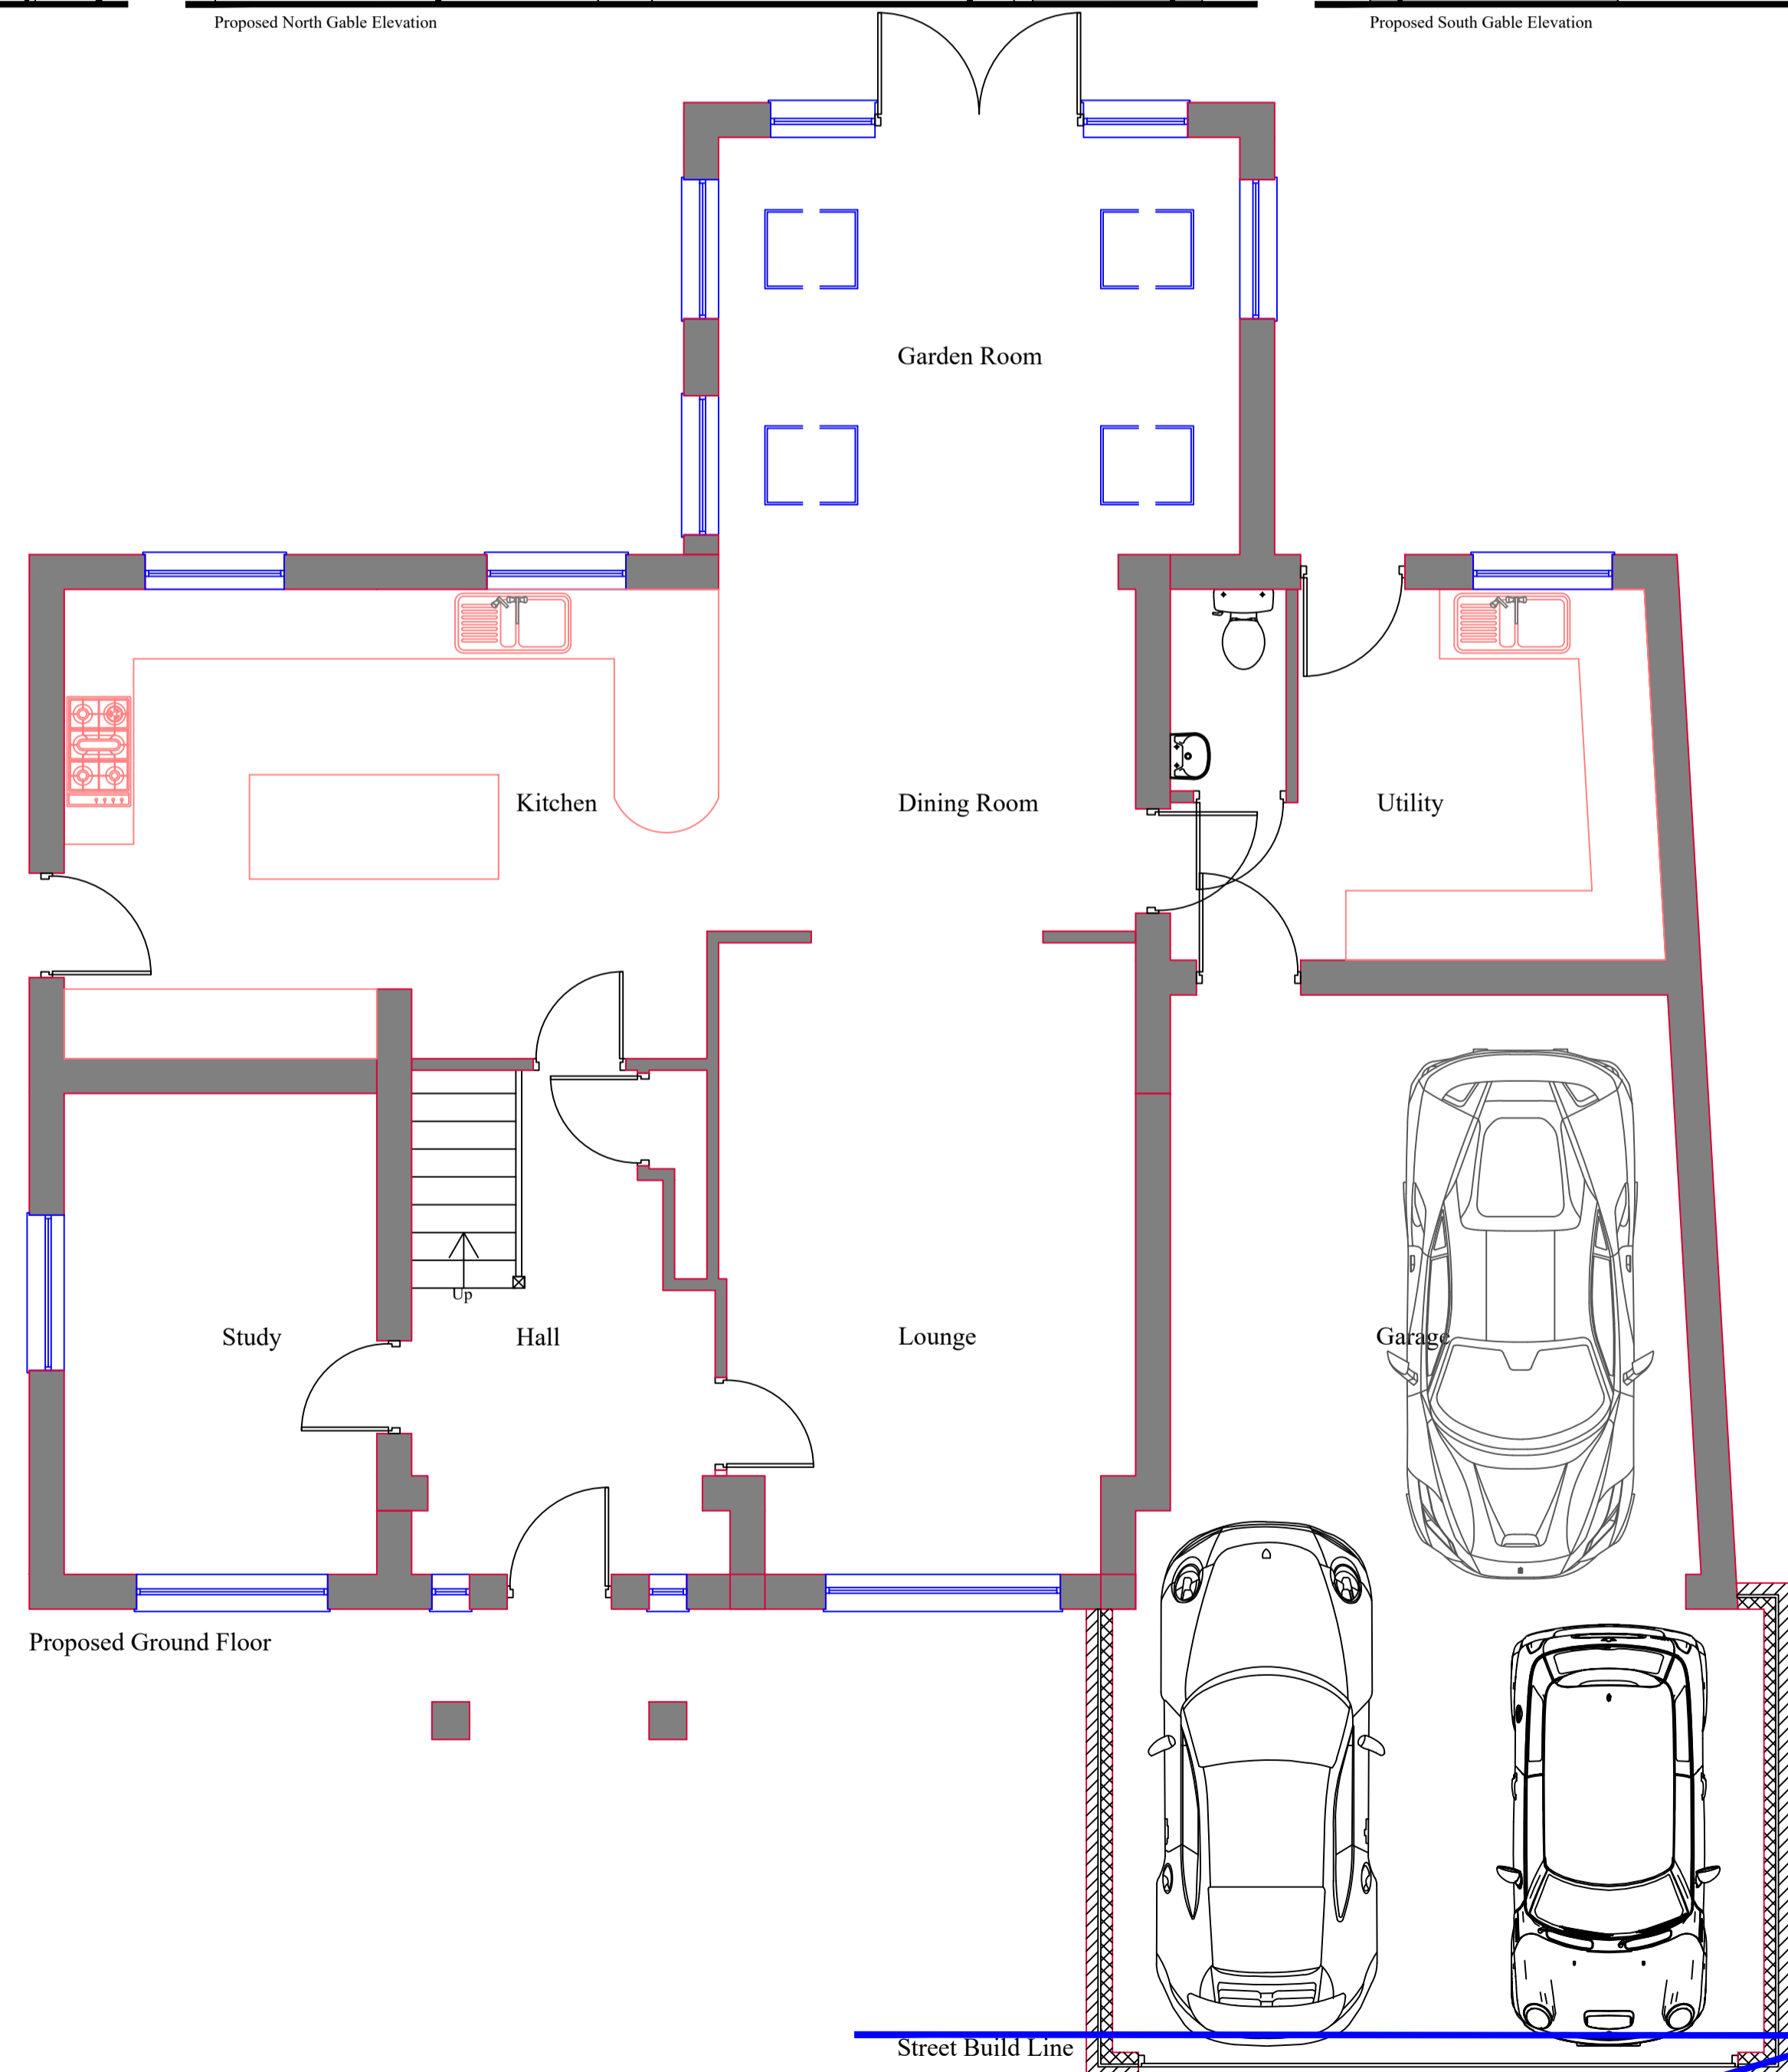 Proposed North Gable Elevation
Proposed South Gable Elevation
Garden Room
Kitchen
Dining Room
Utility
Up
Study
Hall
Lounge
Garage
Proposed Ground Floor
Street Build Line